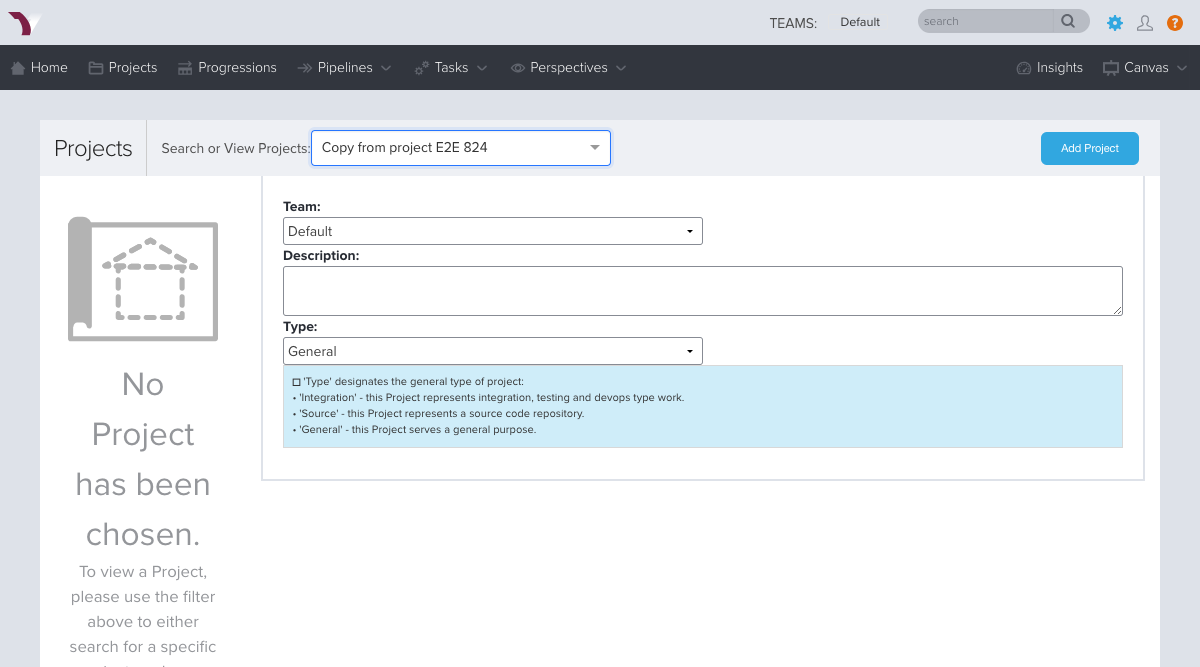 TEAMS: Default search ?
Home Projects Progressions Pipelines Tasks Perspectives Insights Canvas
Projects Search or View Projects: Copy from project E2E 824 Add Project
Team:
Default
Description:
Type:
General
'Type' designates the general type of project:
• 'Integration' - this Project represents integration, testing and devops type work.
• 'Source' - this Project represents a source code repository.
• 'General' - this Project serves a general purpose.
No
Project
has been
chosen.
To view a Project,
please use the filter
above to either
search for a specific